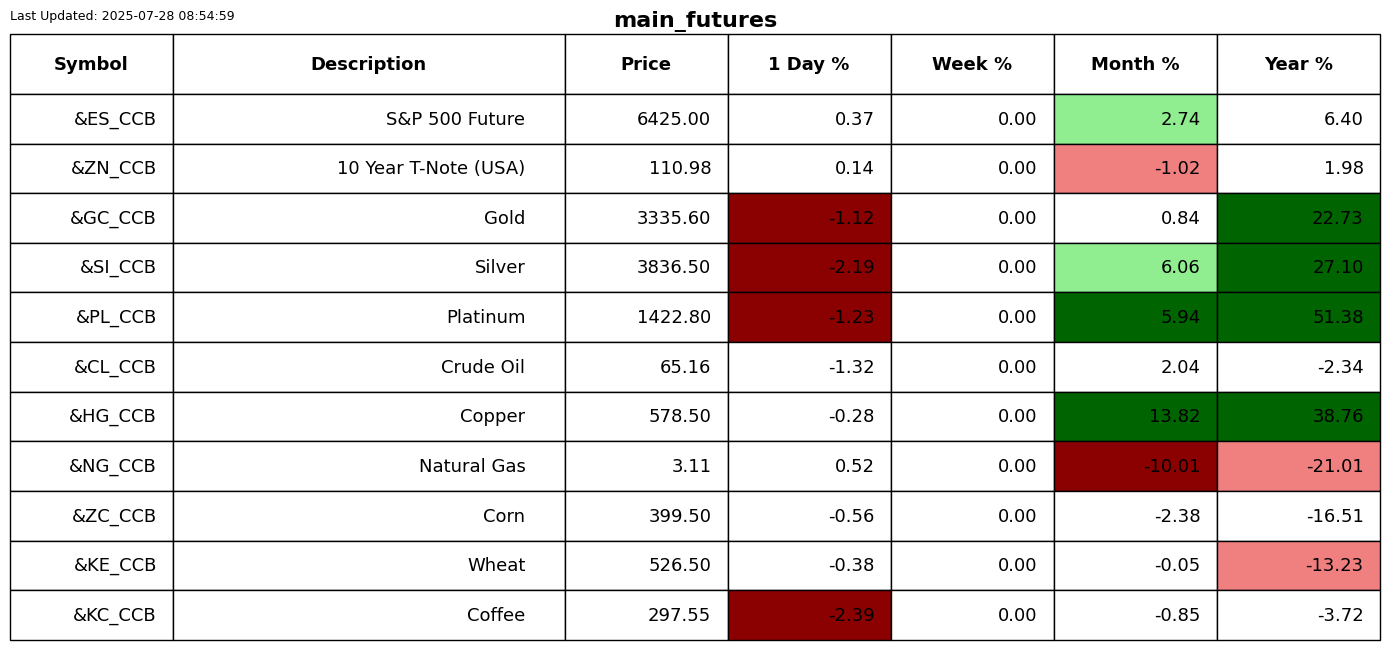 Last Updated: 2025-07-28 08:54:59
main_futures
Symbol Description Price 1 Day % Week % Month % Year %
&ES_CCB S&P 500 Future 6425.00 0.37 0.00 2.74 6.40
&ZN_CCB 10 Year T-Note (USA) 110.98 0.14 0.00 -1.02 1.98
&GC_CCB Gold 3335.60 -1.12 0.00 0.84 22.73
&SI_CCB Silver 3836.50 -2.19 0.00 6.06 27.10
&PL_CCB Platinum 1422.80 -1.23 0.00 5.94 51.38
&CL_CCB Crude Oil 65.16 -1.32 0.00 2.04 -2.34
&HG_CCB Copper 578.50 -0.28 0.00 13.82 38.76
&NG_CCB Natural Gas 3.11 0.52 0.00 -10.01 -21.01
&ZC_CCB Corn 399.50 -0.56 0.00 -2.38 -16.51
&KE_CCB Wheat 526.50 -0.38 0.00 -0.05 -13.23
&KC_CCB Coffee 297.55 -2.39 0.00 -0.85 -3.72